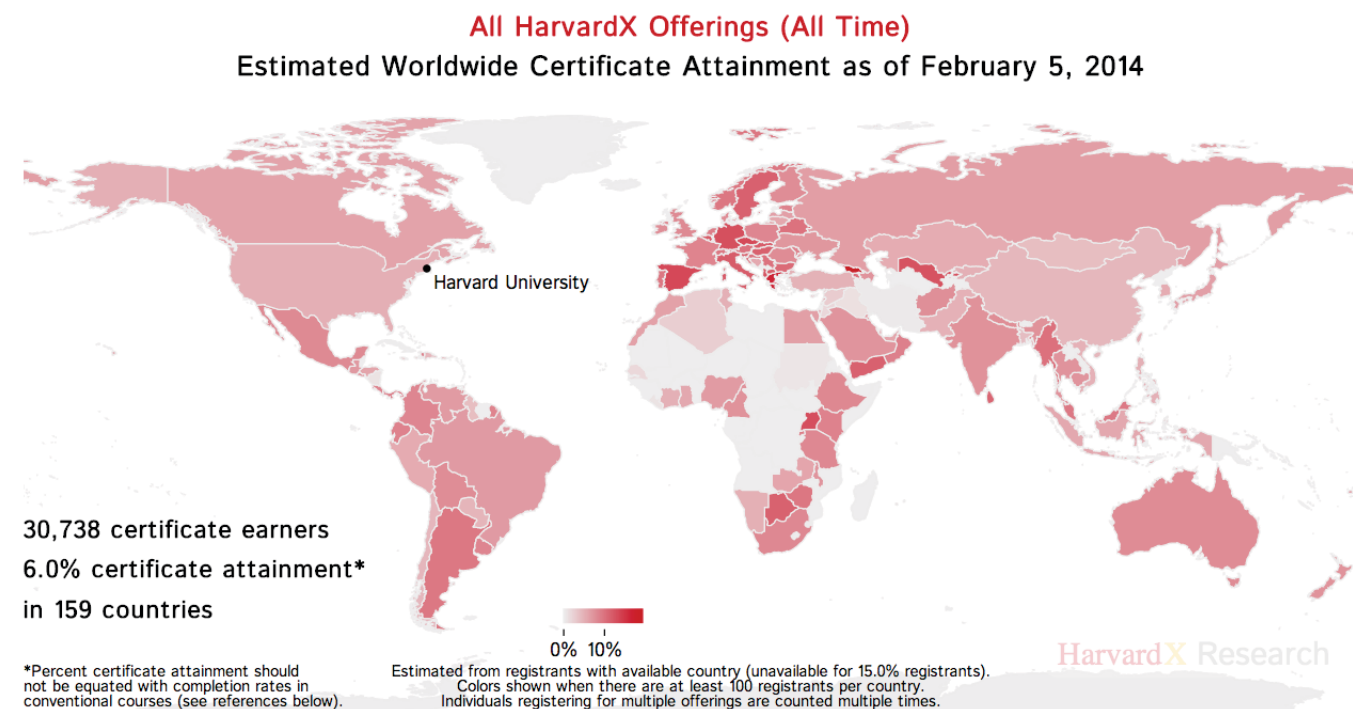 All HarvardX Offerings (All Time)
Estimated Worldwide Certificate Attainment as of February 5, 2014
Harvard University
30,738 certificate earners
6.0% certificate attainment*
in 159 countries
0% 10%
*Percent certificate attainment should
not be equated with completion rates in
conventional courses (see references below).
Estimated from registrants with available country (unavailable for 15.0% registrants).
Colors shown when there are at least 100 registrants per country.
Individuals registering for multiple offerings are counted multiple times.
HarvardX Research